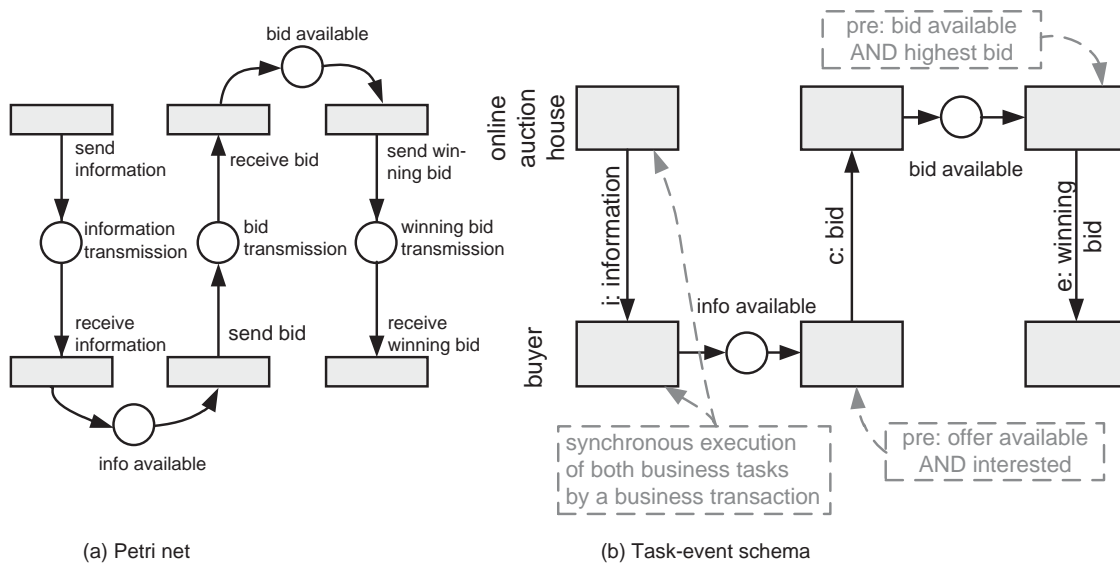 bid available
send
information
receive bid
send win-
ning bid
information
transmission
bid
transmission
winning bid
transmission
receive
information
send bid
receive
winning bid
info available
(a) Petri net
pre: bid available
AND highest bid
online
auction
house
bid available
i: information
c: bid
e: winning
bid
info available
buyer
synchronous execution
of both business tasks
by a business transaction
pre: offer available
AND interested
(b) Task-event schema